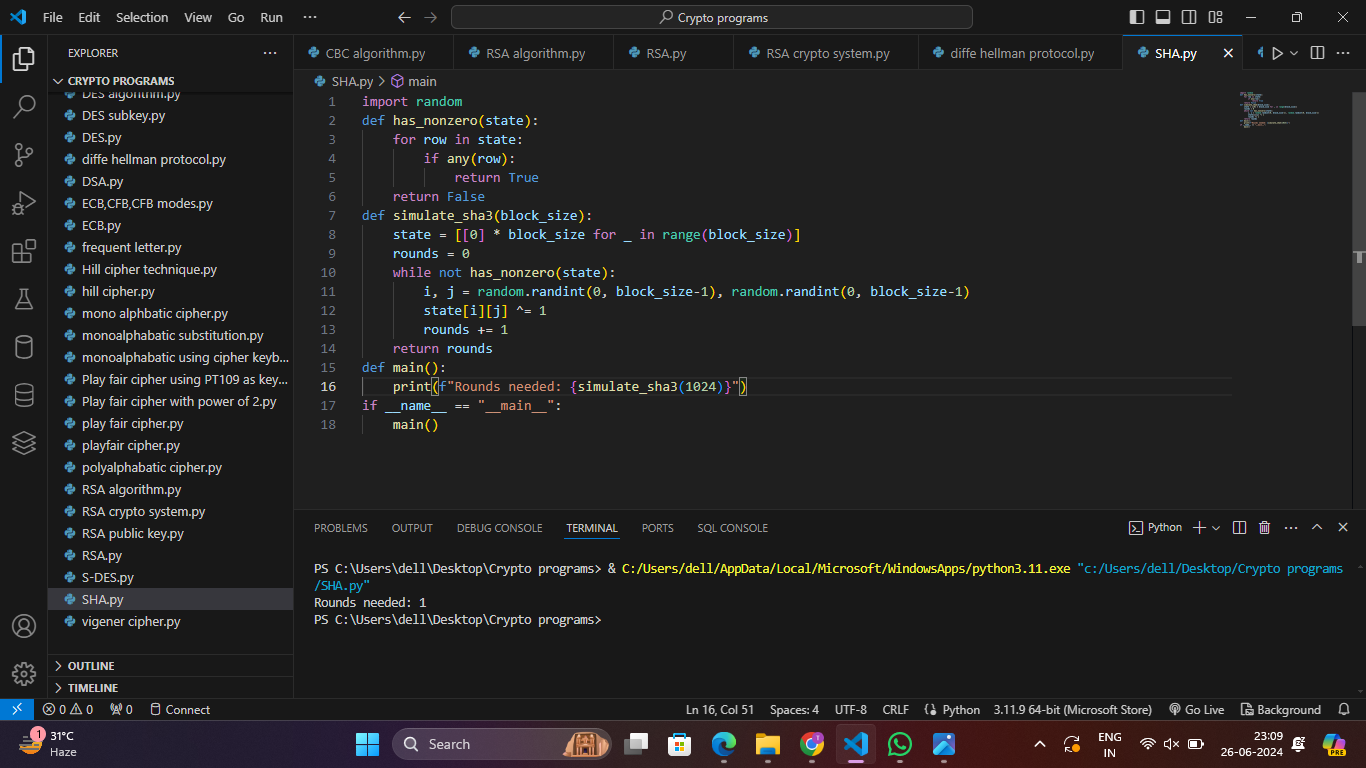 File Edit Selection View Go Run ··· Crypto programs
EXPLORER ···
CRYPTO PROGRAMS
DES algorithm.py
DES subkey.py
DES.py
diffe hellman protocol.py
DSA.py
ECB,CFB,CFB modes.py
ECB.py
frequent letter.py
Hill cipher technique.py
hill cipher.py
mono alphbatic cipher.py
monoalphabatic substitution.py
monoalphabatic using cipher keyb...
Play fair cipher using PT109 as key...
Play fair cipher with power of 2.py
play fair cipher.py
playfair cipher.py
polyalphabatic cipher.py
RSA algorithm.py
RSA crypto system.py
RSA public key.py
RSA.py
S-DES.py
SHA.py
vigener cipher.py
OUTLINE
TIMELINE
CBC algorithm.py RSA algorithm.py RSA.py RSA crypto system.py diffe hellman protocol.py SHA.py
SHA.py > main
1 import random
2 def has_nonzero(state):
3     for row in state:
4         if any(row):
5             return True
6     return False
7 def simulate_sha3(block_size):
8     state = [[0] * block_size for _ in range(block_size)]
9     rounds = 0
10     while not has_nonzero(state):
11         i, j = random.randint(0, block_size-1), random.randint(0, block_size-1)
12         state[i][j] ^= 1
13         rounds += 1
14     return rounds
15 def main():
16     print(f"Rounds needed: {simulate_sha3(1024)}")
17 if __name__ == "__main__":
18     main()
PROBLEMS OUTPUT DEBUG CONSOLE TERMINAL PORTS SQL CONSOLE Python
PS C:\Users\dell\Desktop\Crypto programs> & C:/Users/dell/AppData/Local/Microsoft/WindowsApps/python3.11.exe "c:/Users/dell/Desktop/Crypto programs
/SHA.py"
Rounds needed: 1
PS C:\Users\dell\Desktop\Crypto programs>
0 0 0 Connect Ln 16, Col 51 Spaces: 4 UTF-8 CRLF Python 3.11.9 64-bit (Microsoft Store) Go Live Background
1 31°C
Haze
Search
ENG
IN
23:09
26-06-2024
PRE